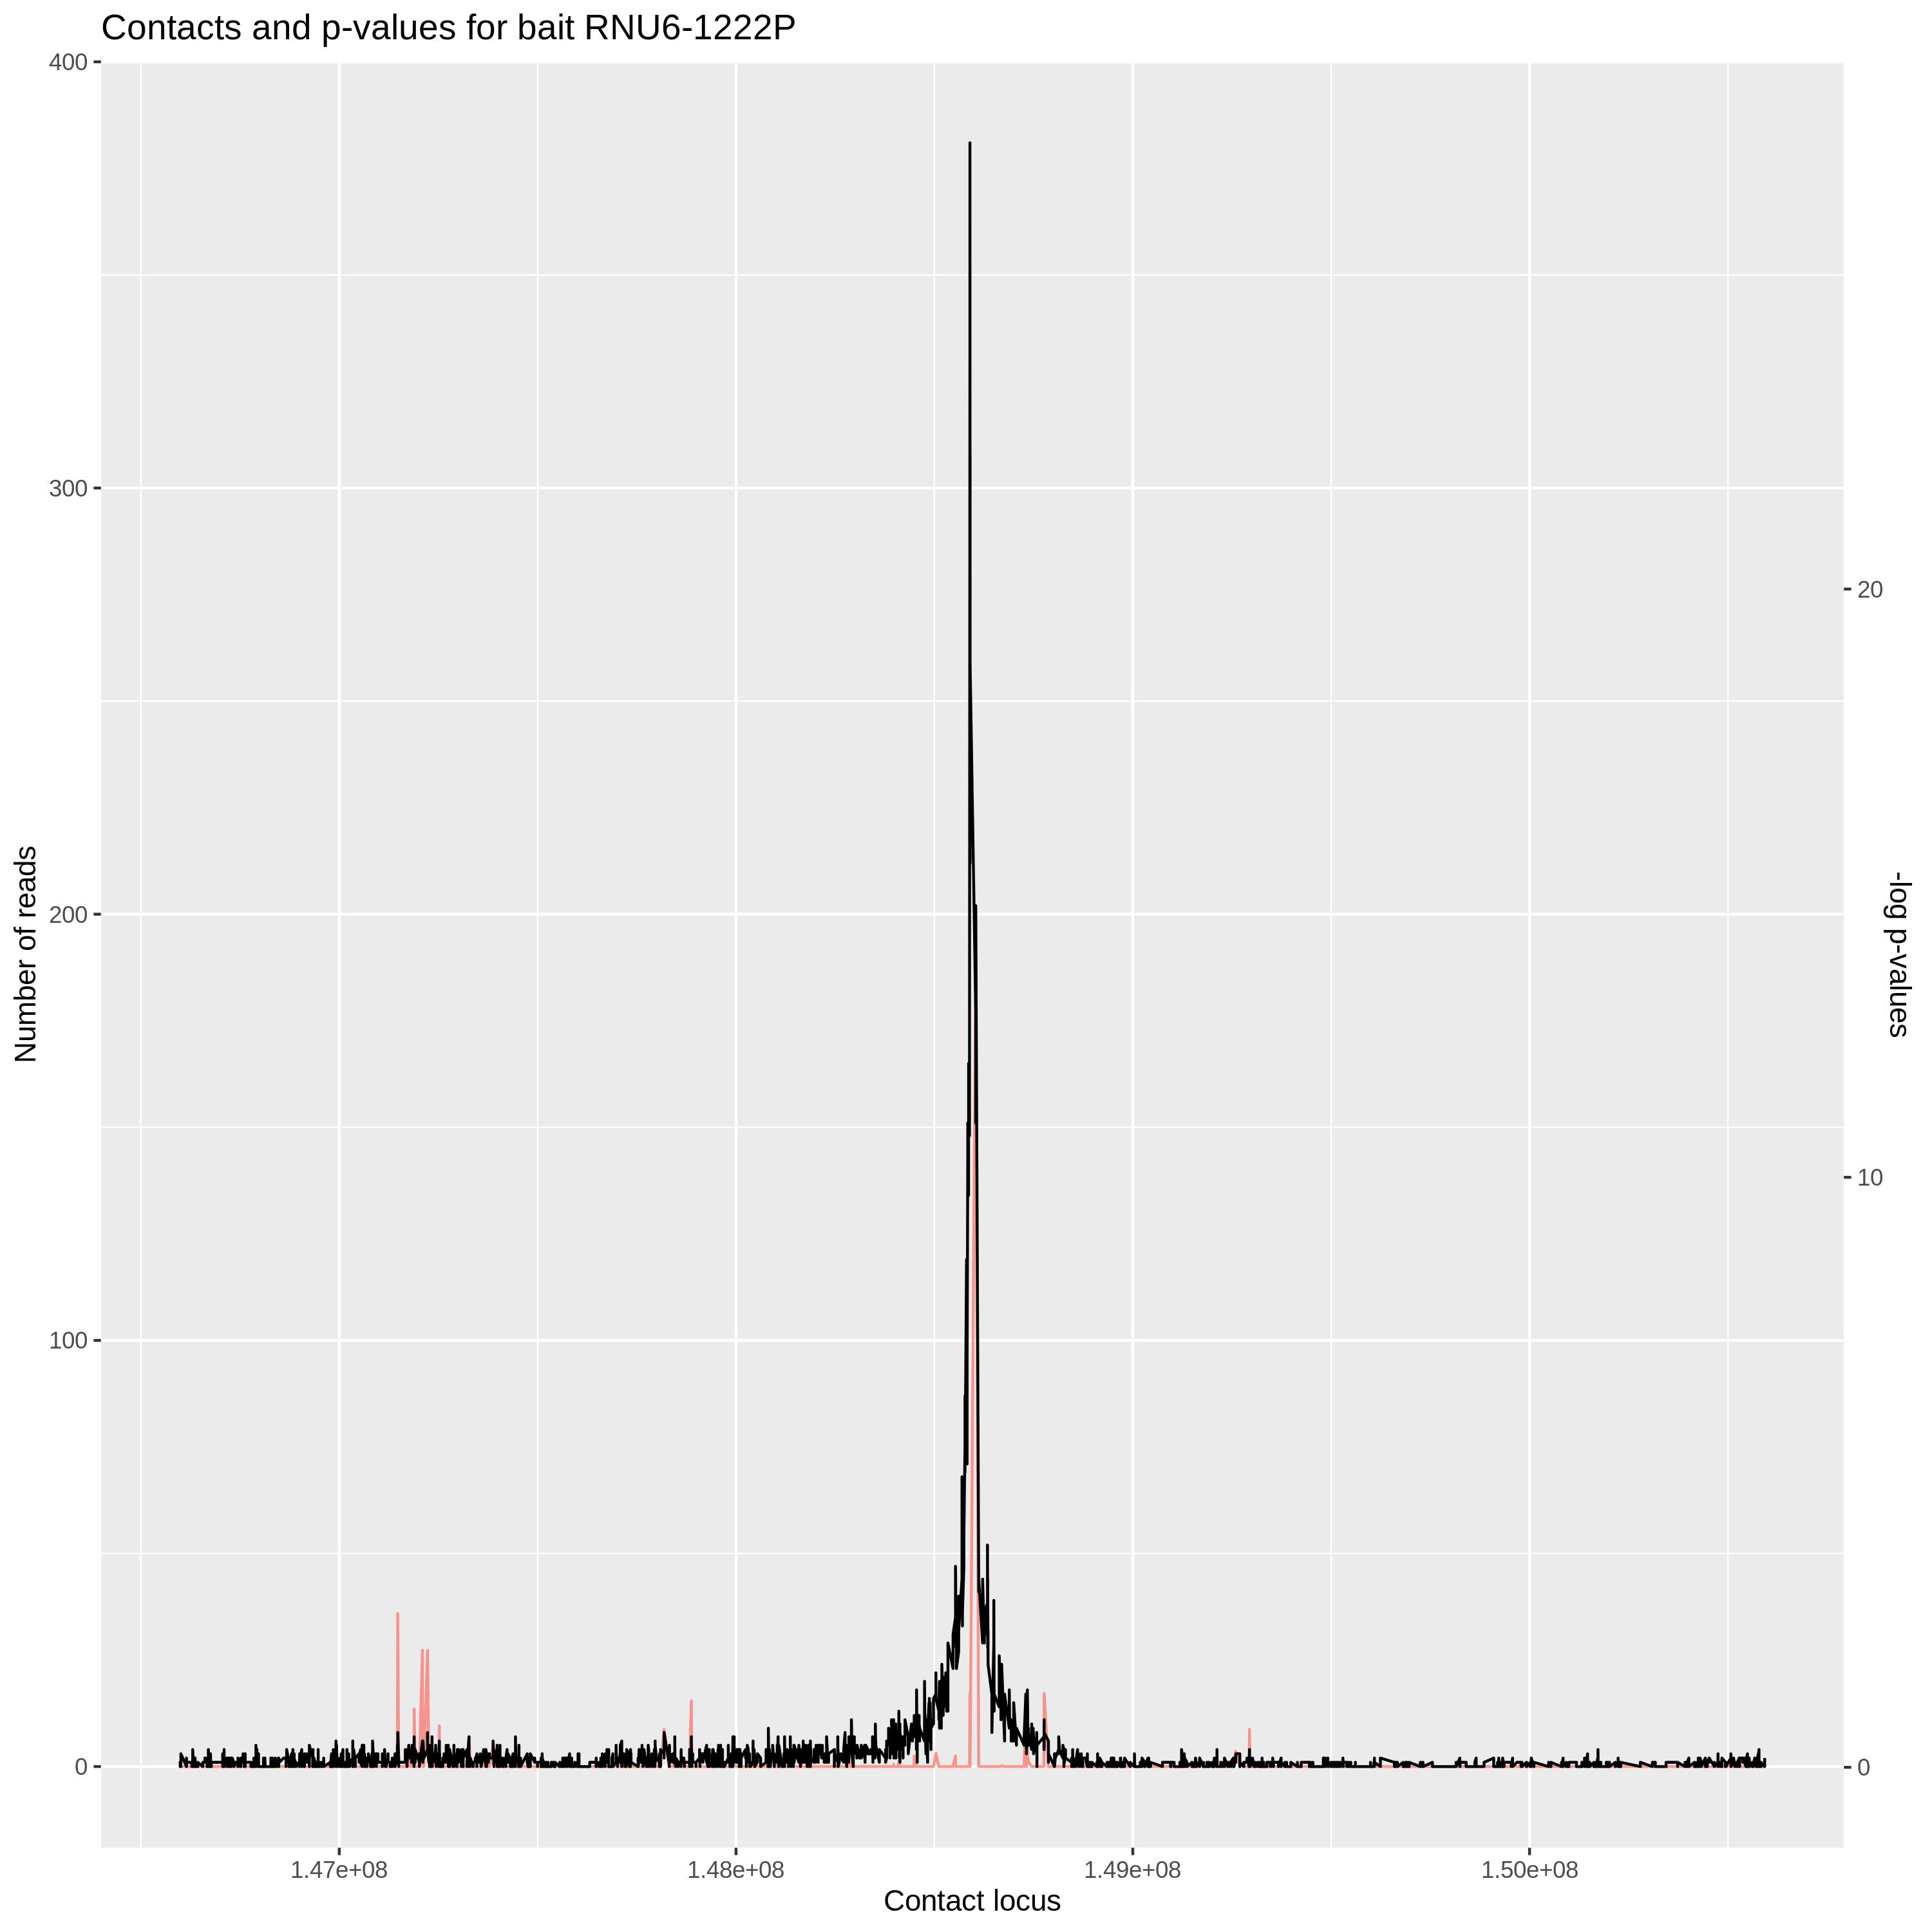 Contacts and p-values for bait RNU6-1222P
400
300
200
100
0
Number of reads
20
10
0
-log p-values
1.47e+08
1.48e+08
1.49e+08
1.50e+08
Contact locus